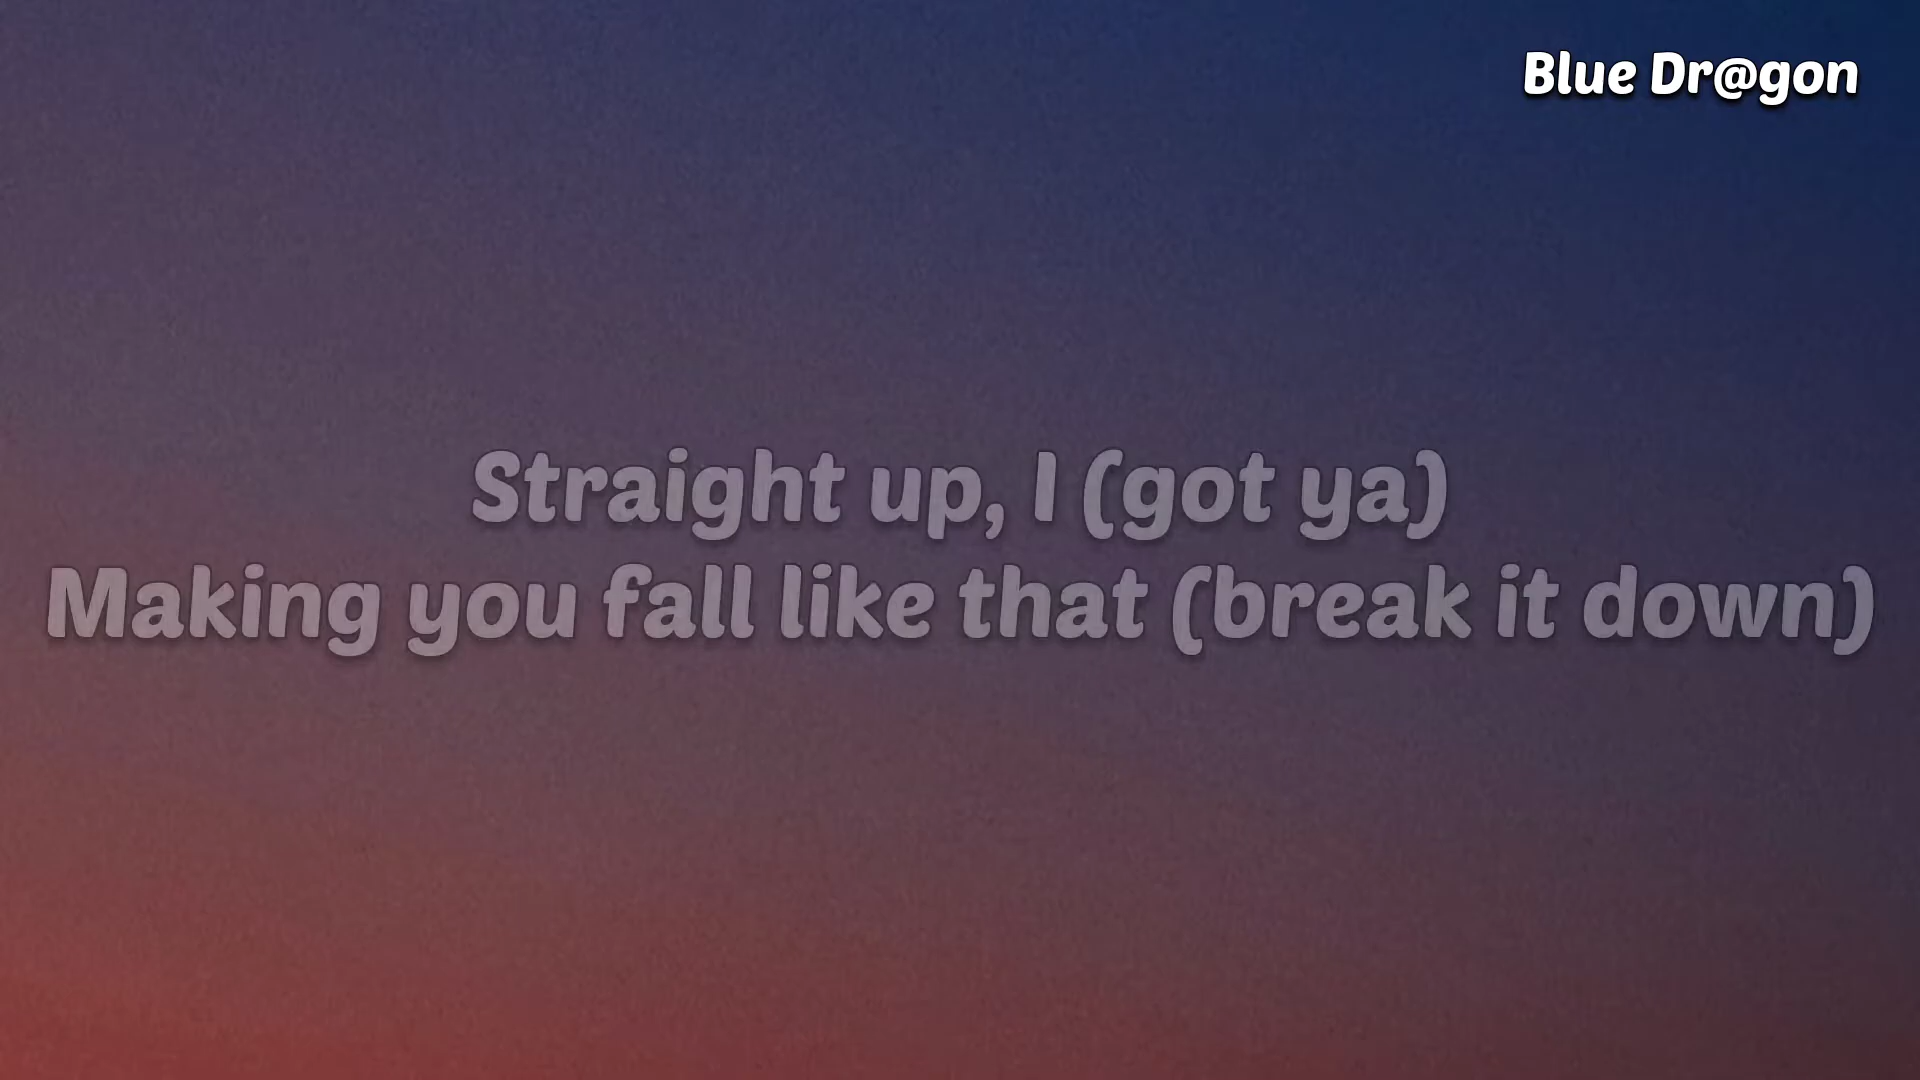 Blue Dr@gon
Straight up, I (got ya)
Making you fall like that (break it down)